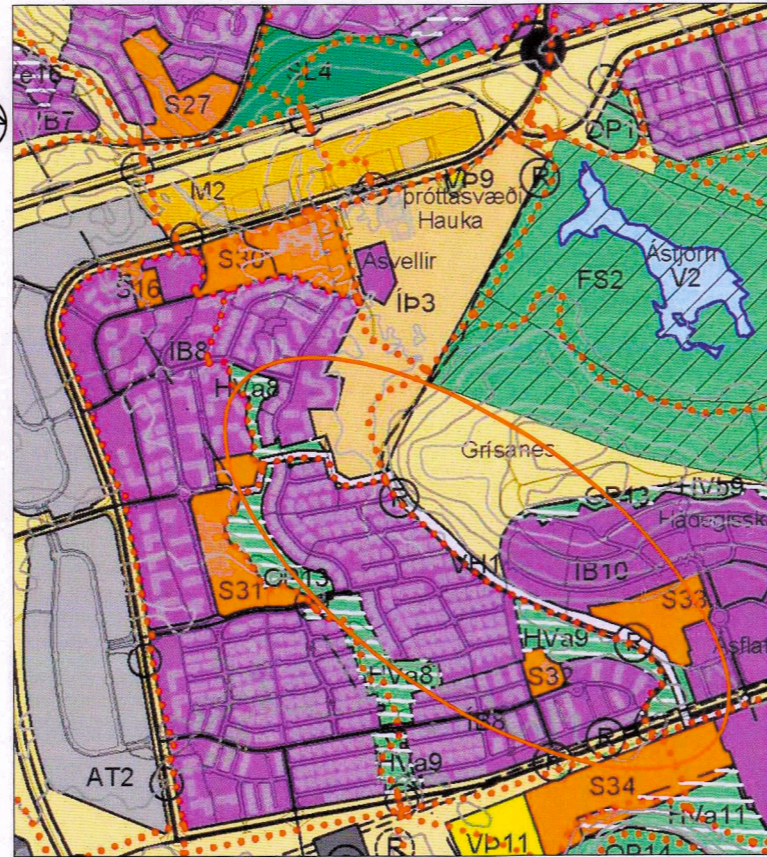 S27
ÍB7
M2
OP1
VÞ9
R
Íþróttasvæði
Hauka
S30
Ásvellir
ÍÞ3
S16
FS2
Ástjörn
V2
ÍB8
HVa8
Grísanes
R
OP13
HVb9
S31
OP13
VH1
ÍB10
S33
HVa9
R
HVa8
S32
ÍB8
R
HVa9
AT2
S34
HVa11
VÞ11
OP14
R